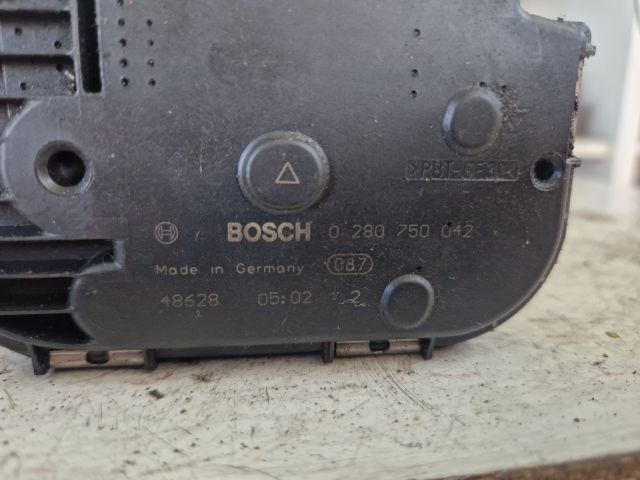 >PBT-GF30<
BOSCH 0 280 750 042
Made in Germany 087
48628 05:02 2